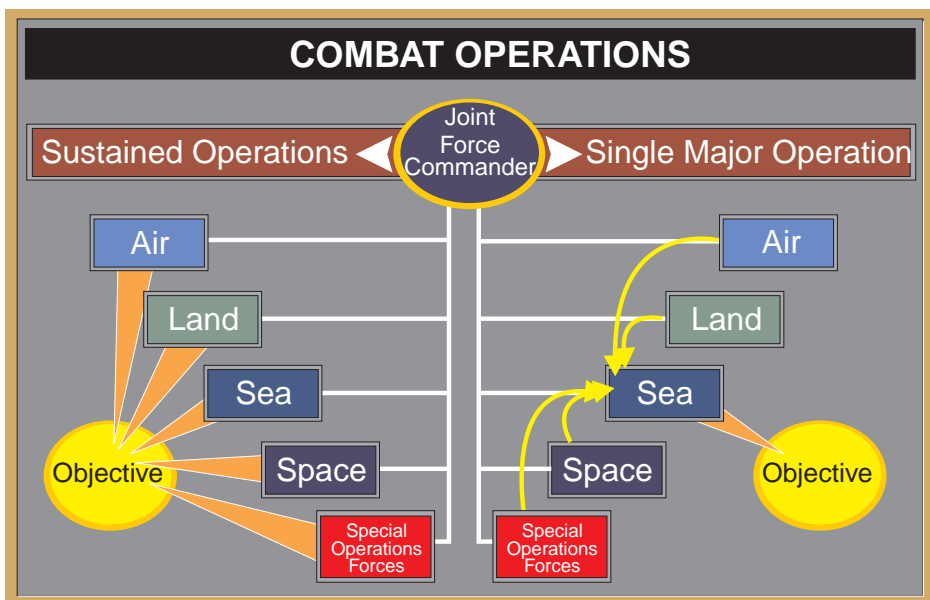 COMBAT OPERATIONS
Joint
Force
Commander
Sustained Operations
Single Major Operation
Air
Land
Sea
Space
Special
Operations
Forces
Objective
Air
Land
Sea
Space
Special
Operations
Forces
Objective